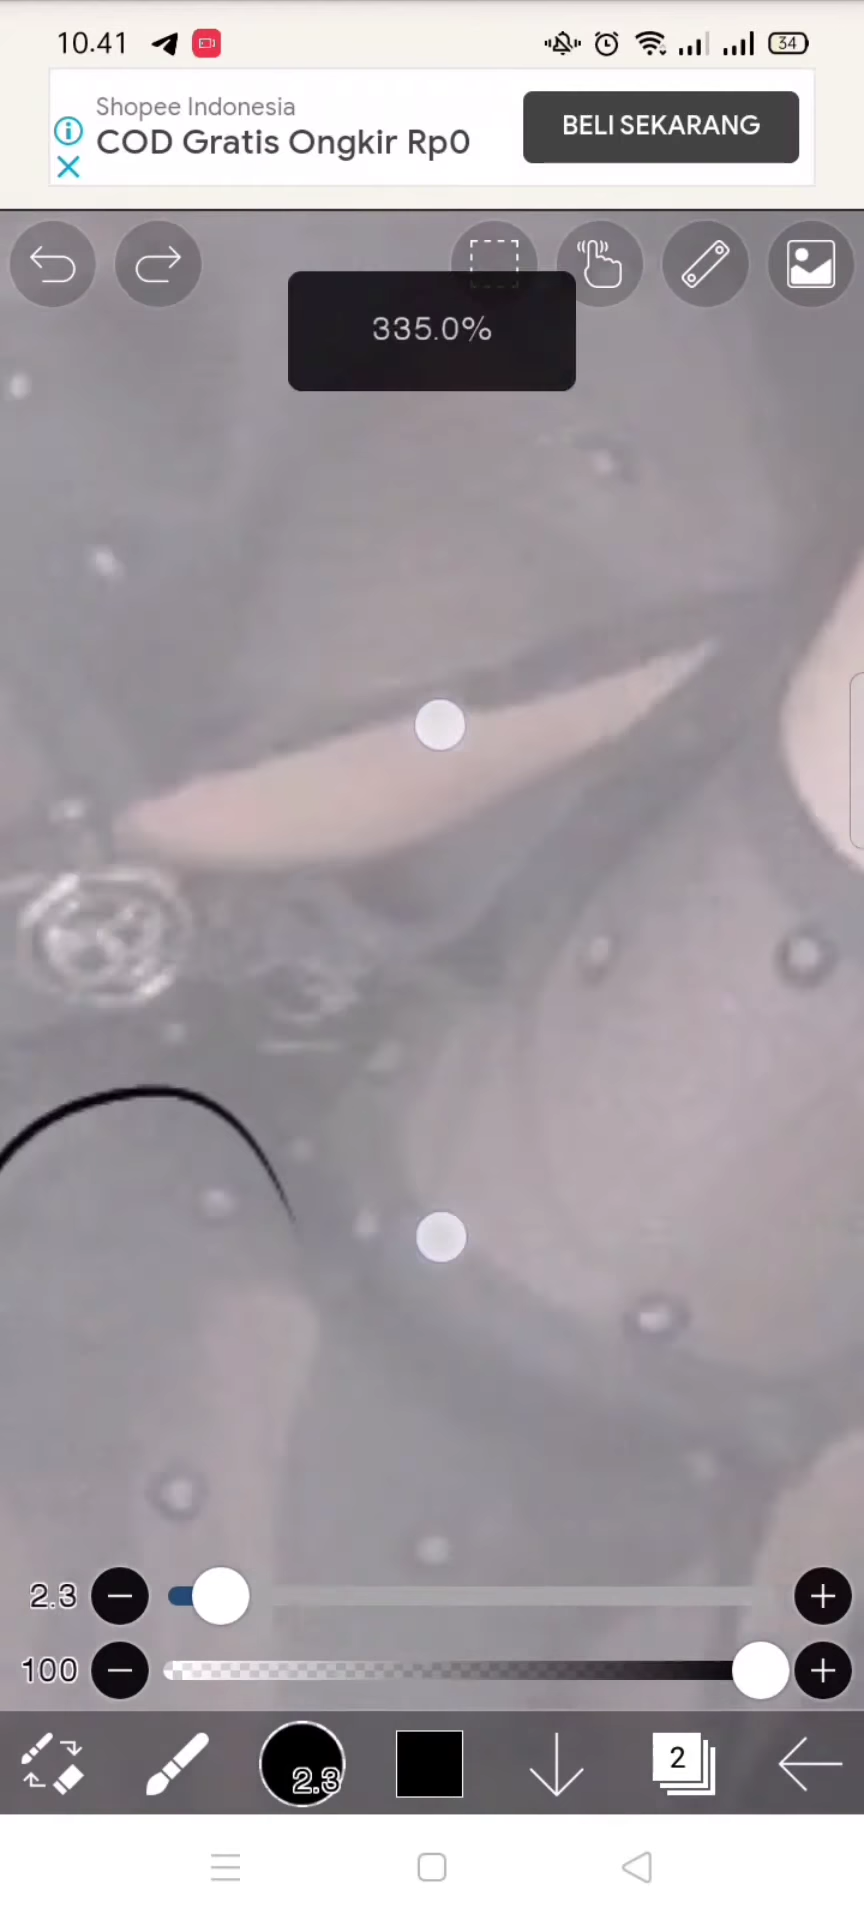 10.41
34
Shopee Indonesia
COD Gratis Ongkir Rp0
BELI SEKARANG
335.0%
2.3
100
2.3
2